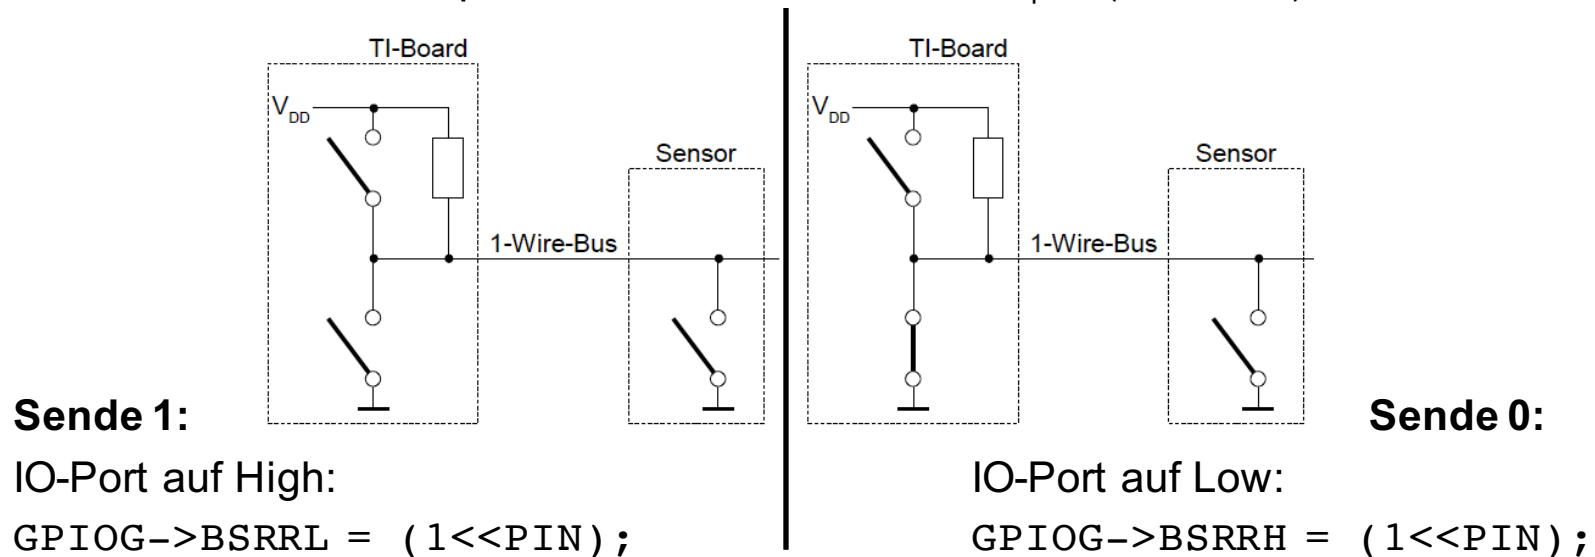 TI-Board
V_DD
Sensor
1-Wire-Bus
Sende 1:
IO-Port auf High:
GPIOG->BSRRL = (1<<PIN);
TI-Board
V_DD
Sensor
1-Wire-Bus
Sende 0:
IO-Port auf Low:
GPIOG->BSRRH = (1<<PIN);